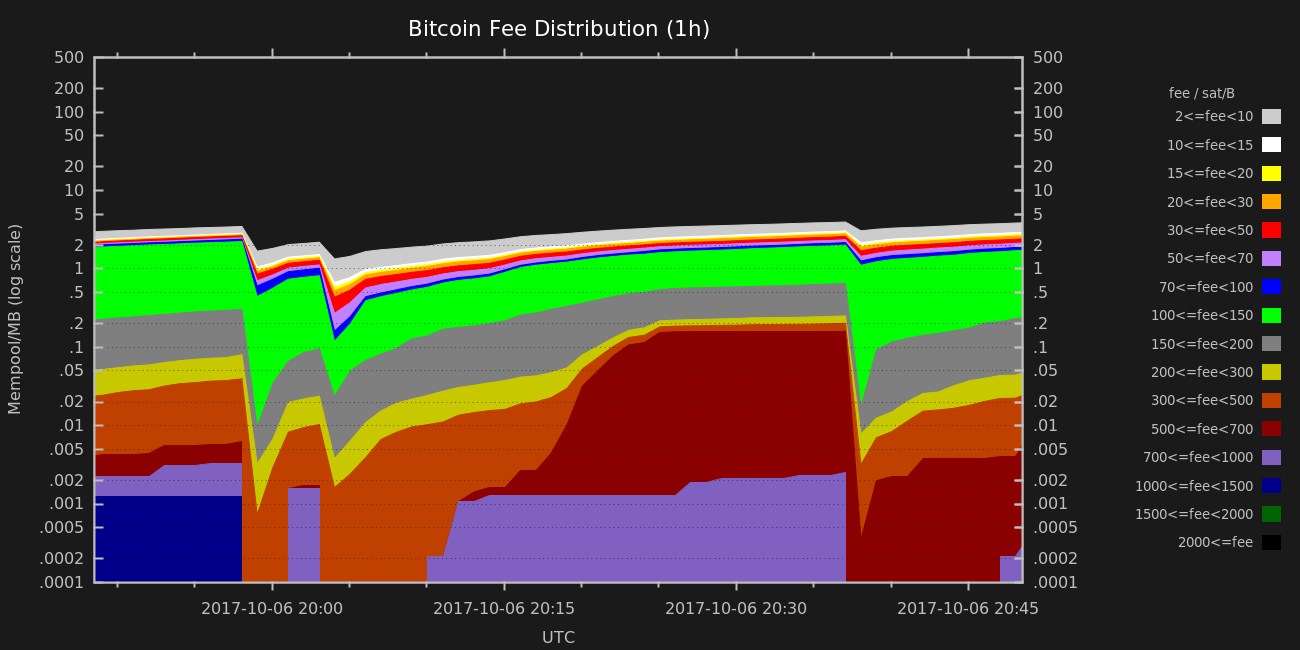 Bitcoin Fee Distribution (1h)
500 500
200 200
100 100
50 50
20 20
10 10
5 5
2 2
1 1
.5 .5
.2 .2
.1 .1
.05 .05
.02 .02
.01 .01
.005 .005
.002 .002
.001 .001
.0005 .0005
.0002 .0002
.0001 .0001
Mempool/MB (log scale)
2017-10-06 20:00 2017-10-06 20:15 2017-10-06 20:30 2017-10-06 20:45
UTC
fee / sat/B
2<=fee<10
10<=fee<15
15<=fee<20
20<=fee<30
30<=fee<50
50<=fee<70
70<=fee<100
100<=fee<150
150<=fee<200
200<=fee<300
300<=fee<500
500<=fee<700
700<=fee<1000
1000<=fee<1500
1500<=fee<2000
2000<=fee